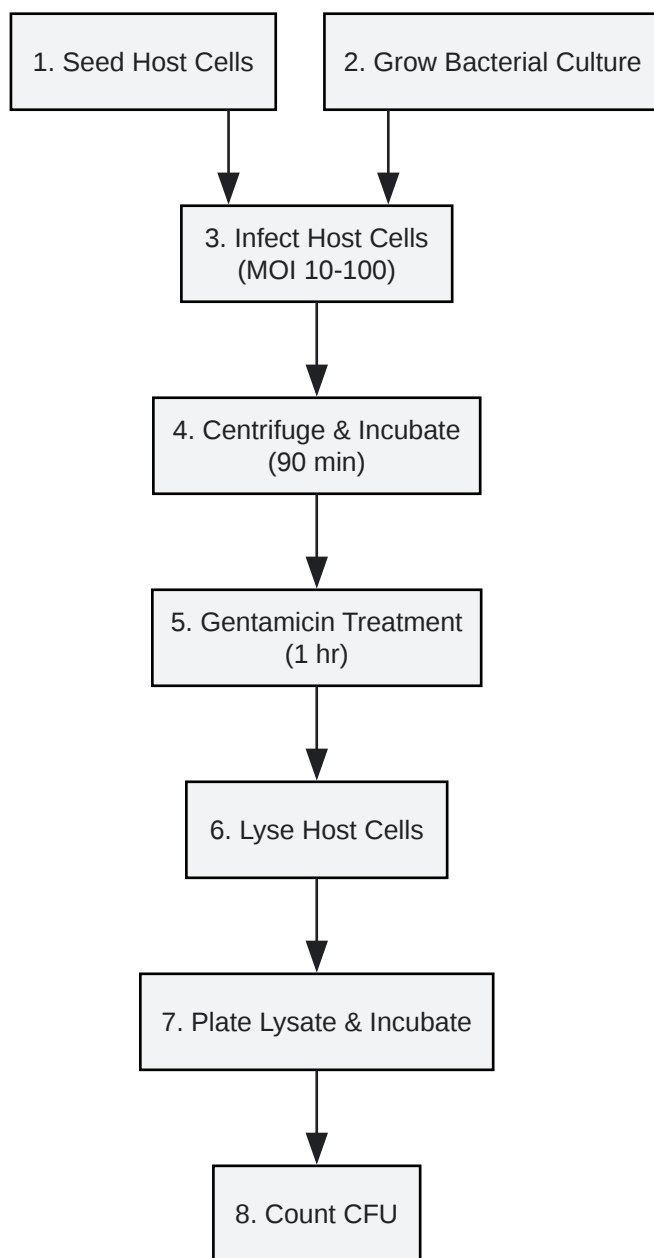 1. Seed Host Cells
2. Grow Bacterial Culture
3. Infect Host Cells
(MOI 10-100)
4. Centrifuge & Incubate
(90 min)
5. Gentamicin Treatment
(1 hr)
6. Lyse Host Cells
7. Plate Lysate & Incubate
8. Count CFU